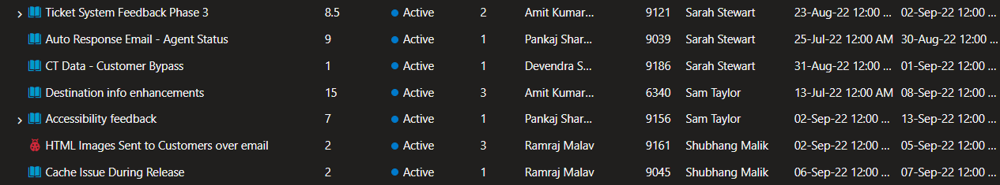 Ticket System Feedback Phase 3 8.5 Active 2 Amit Kumar... 9121 Sarah Stewart 23-Aug-22 12:00 ... 02-Sep-22 12:00 ...
Auto Response Email - Agent Status 9 Active 1 Pankaj Shar... 9039 Sarah Stewart 25-Jul-22 12:00 AM 30-Aug-22 12:00 ...
CT Data - Customer Bypass 1 Active 1 Devendra S... 9186 Sarah Stewart 31-Aug-22 12:00 ... 01-Sep-22 12:00 ...
Destination info enhancements 15 Active 3 Amit Kumar... 6340 Sam Taylor 13-Jul-22 12:00 AM 08-Sep-22 12:00 ...
Accessibility feedback 7 Active 1 Pankaj Shar... 9156 Sam Taylor 02-Sep-22 12:00 ... 13-Sep-22 12:00 ...
HTML Images Sent to Customers over email 2 Active 3 Ramraj Malav 9161 Shubhang Malik 02-Sep-22 12:00 ... 05-Sep-22 12:00 ...
Cache Issue During Release 2 Active 1 Ramraj Malav 9045 Shubhang Malik 06-Sep-22 12:00 ... 07-Sep-22 12:00 ...